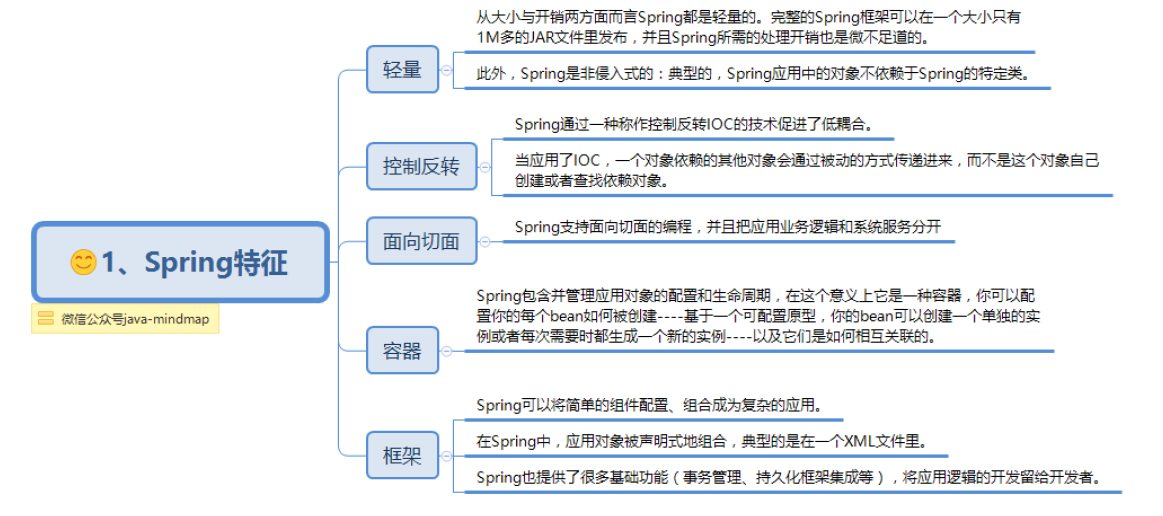 从大小与开销两方面而言Spring都是轻量的。完整的Spring框架可以在一个大小只有
1M多的JAR文件里发布，并且Spring所需的处理开销也是微不足道的。
轻量
此外，Spring是非侵入式的：典型的，Spring应用中的对象不依赖于Spring的特定类。
Spring通过一种称作控制反转IOC的技术促进了低耦合。
控制反转
当应用了IOC，一个对象依赖的其他对象会通过被动的方式传递进来，而不是这个对象自己
创建或者查找依赖对象。
面向切面
Spring支持面向切面的编程，并且把应用业务逻辑和系统服务分开
1、Spring特征
微信公众号java-mindmap
Spring包含并管理应用对象的配置和生命周期，在这个意义上它是一种容器，你可以配
置你的每个bean如何被创建----基于一个可配置原型，你的bean可以创建一个单独的实
例或者每次需要时都生成一个新的实例----以及它们是如何相互关联的。
容器
Spring可以将简单的组件配置、组合成为复杂的应用。
框架
在Spring中，应用对象被声明式地组合，典型的是在一个XML文件里。
Spring也提供了很多基础功能（事务管理、持久化框架集成等），将应用逻辑的开发留给开发者。